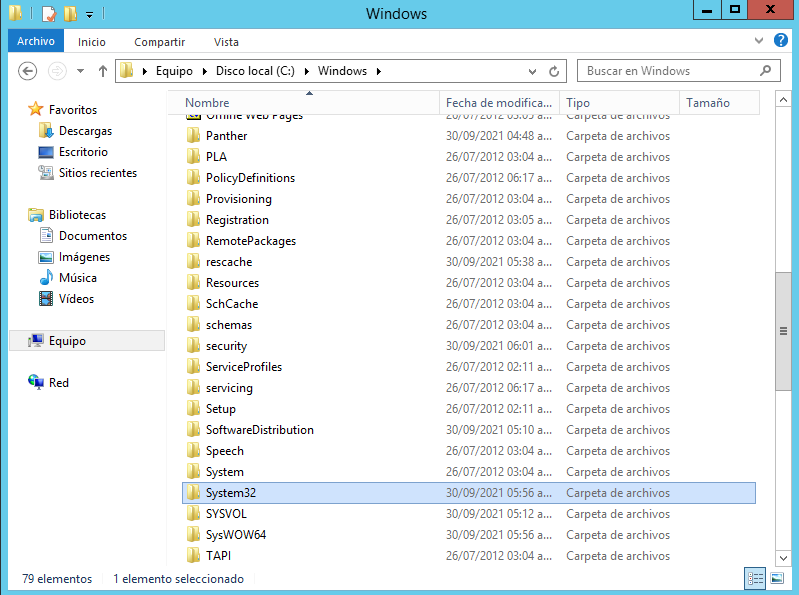 Windows
Archivo Inicio Compartir Vista
Equipo Disco local (C:) Windows
Buscar en Windows
Nombre Fecha de modifica... Tipo Tamaño
Offline Web Pages 26/07/2012 03:05 a... Carpeta de archivos
Panther 30/09/2021 04:48 a... Carpeta de archivos
PLA 26/07/2012 03:04 a... Carpeta de archivos
PolicyDefinitions 26/07/2012 06:17 a... Carpeta de archivos
Provisioning 26/07/2012 03:04 a... Carpeta de archivos
Registration 26/07/2012 03:05 a... Carpeta de archivos
RemotePackages 26/07/2012 03:04 a... Carpeta de archivos
rescache 30/09/2021 05:38 a... Carpeta de archivos
Resources 26/07/2012 03:04 a... Carpeta de archivos
SchCache 26/07/2012 03:04 a... Carpeta de archivos
schemas 26/07/2012 03:04 a... Carpeta de archivos
security 30/09/2021 06:01 a... Carpeta de archivos
ServiceProfiles 26/07/2012 02:11 a... Carpeta de archivos
servicing 26/07/2012 06:17 a... Carpeta de archivos
Setup 26/07/2012 02:11 a... Carpeta de archivos
SoftwareDistribution 30/09/2021 05:10 a... Carpeta de archivos
Speech 26/07/2012 03:04 a... Carpeta de archivos
System 26/07/2012 03:04 a... Carpeta de archivos
System32 30/09/2021 05:56 a... Carpeta de archivos
SYSVOL 30/09/2021 05:12 a... Carpeta de archivos
SysWOW64 30/09/2021 05:56 a... Carpeta de archivos
TAPI 26/07/2012 03:04 a... Carpeta de archivos
Favoritos
Descargas
Escritorio
Sitios recientes
Bibliotecas
Documentos
Imágenes
Música
Vídeos
Equipo
Red
79 elementos 1 elemento seleccionado